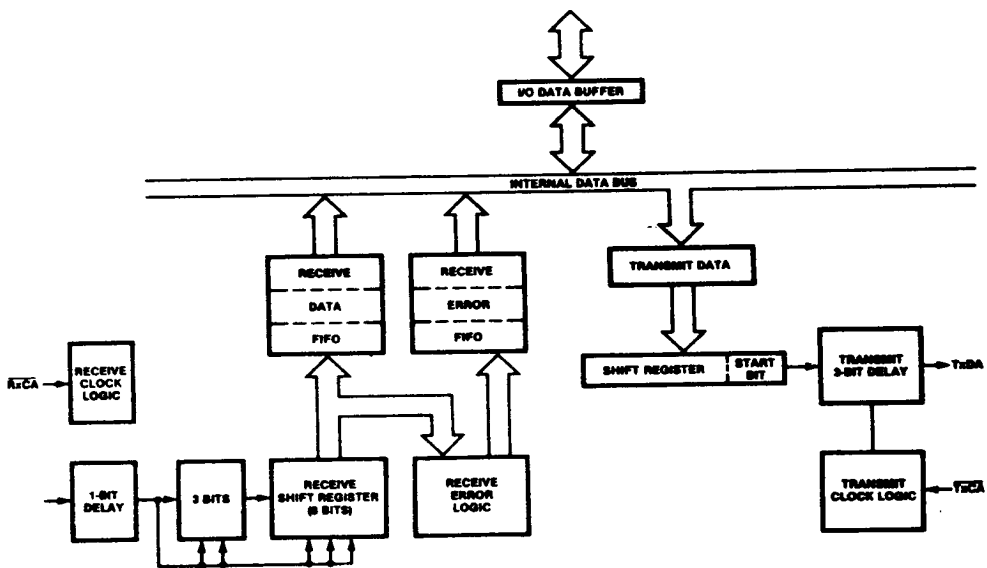 I/O DATA BUFFER
INTERNAL DATA BUS
RECEIVE
DATA
FIFO
RECEIVE
ERROR
FIFO
TRANSMIT DATA
SHIFT REGISTER
START
BIT
TRANSMIT
3-BIT DELAY
TxDA
RxCA
RECEIVE
CLOCK
LOGIC
1-BIT
DELAY
3 BITS
RECEIVE
SHIFT REGISTER
(8 BITS)
RECEIVE
ERROR
LOGIC
TRANSMIT
CLOCK LOGIC
TxCA